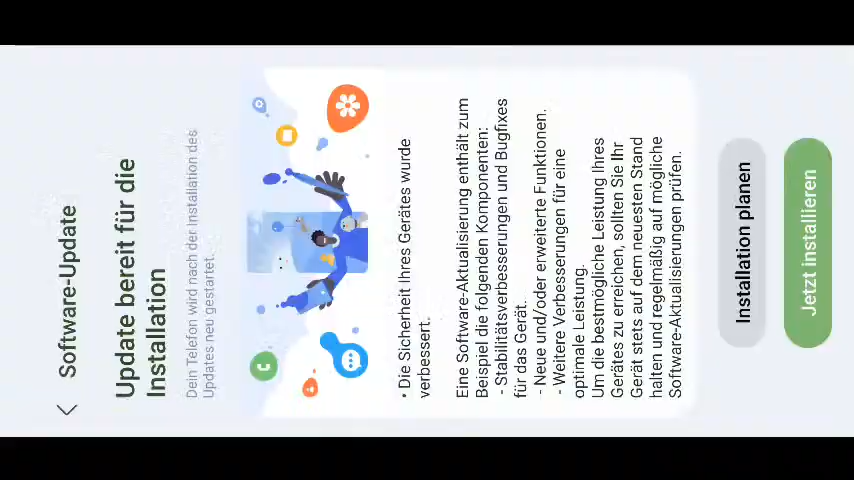 Software-Update
Update bereit für die
Installation
Dein Telefon wird nach der Installation des
Updates neu gestartet.
• Die Sicherheit Ihres Gerätes wurde
verbessert.
Eine Software-Aktualisierung enthält zum
Beispiel die folgenden Komponenten:
- Stabilitätsverbesserungen und Bugfixes
für das Gerät.
- Neue und/oder erweiterte Funktionen.
- Weitere Verbesserungen für eine
optimale Leistung.
Um die bestmögliche Leistung Ihres
Gerätes zu erreichen, sollten Sie Ihr
Gerät stets auf dem neuesten Stand
halten und regelmäßig auf mögliche
Software-Aktualisierungen prüfen.
Installation planen
Jetzt installieren